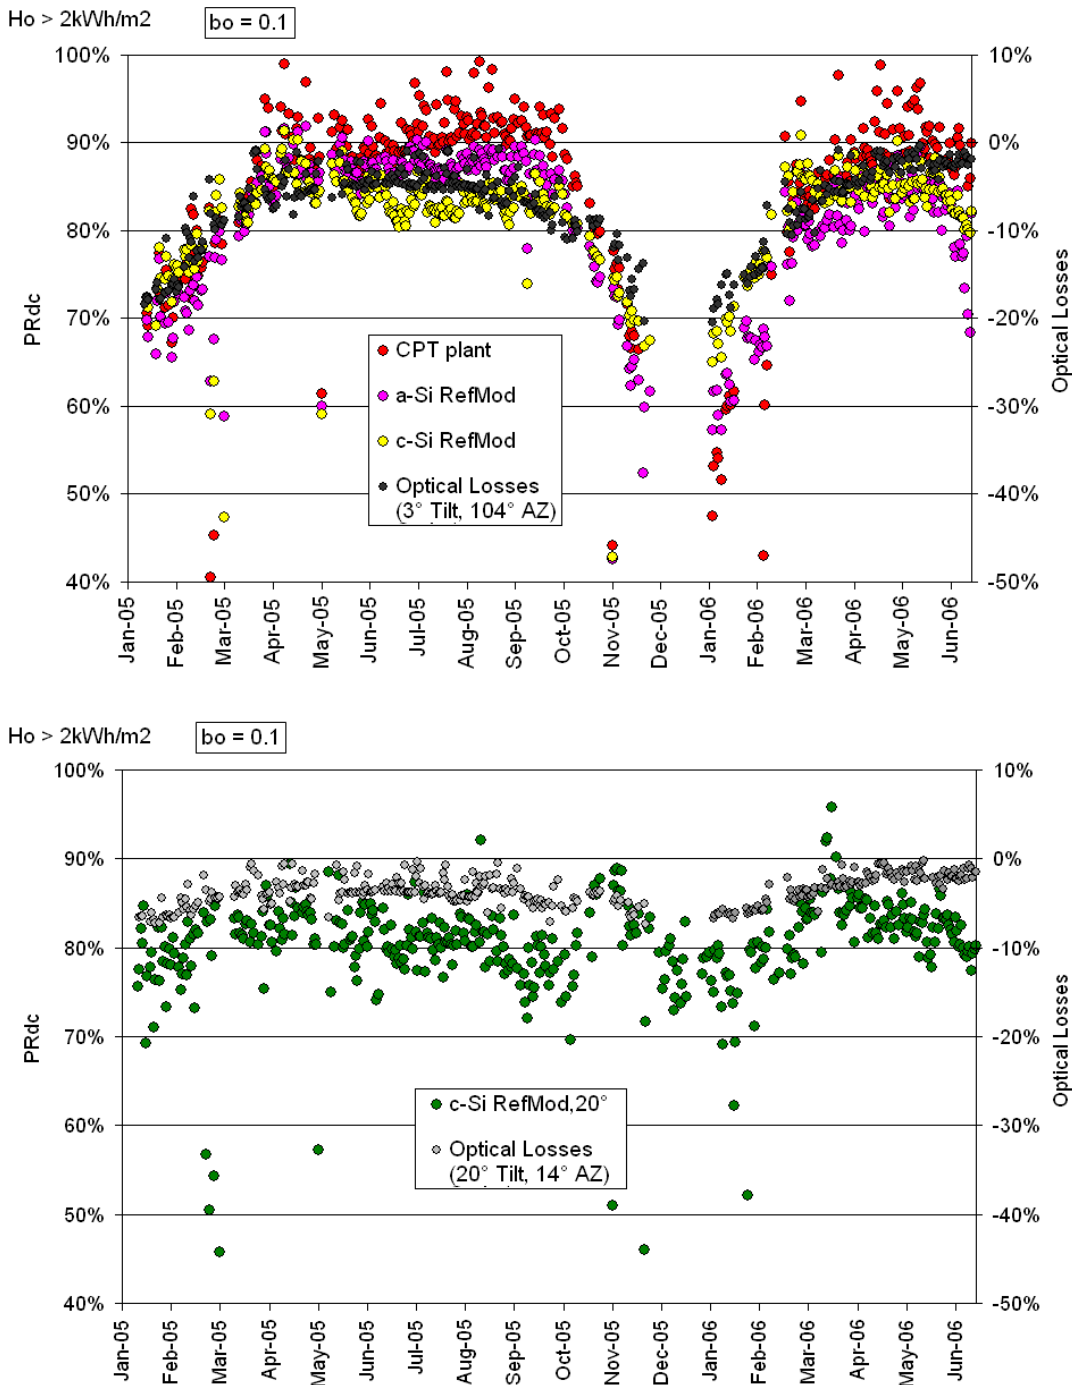 Ho > 2kWh/m2
bo = 0.1
100%
90%
80%
70%
60%
50%
40%
PRdc
10%
0%
-10%
-20%
-30%
-40%
-50%
Optical Losses
CPT plant
a-Si RefMod
c-Si RefMod
Optical Losses
(3° Tilt, 104° AZ)
Jan-05
Feb-05
Mar-05
Apr-05
May-05
Jun-05
Jul-05
Aug-05
Sep-05
Oct-05
Nov-05
Dec-05
Jan-06
Feb-06
Mar-06
Apr-06
May-06
Jun-06
Ho > 2kWh/m2
bo = 0.1
100%
90%
80%
70%
60%
50%
40%
PRdc
10%
0%
-10%
-20%
-30%
-40%
-50%
Optical Losses
c-Si RefMod,20°
Optical Losses
(20° Tilt, 14° AZ)
Jan-05
Feb-05
Mar-05
Apr-05
May-05
Jun-05
Jul-05
Aug-05
Sep-05
Oct-05
Nov-05
Dec-05
Jan-06
Feb-06
Mar-06
Apr-06
May-06
Jun-06